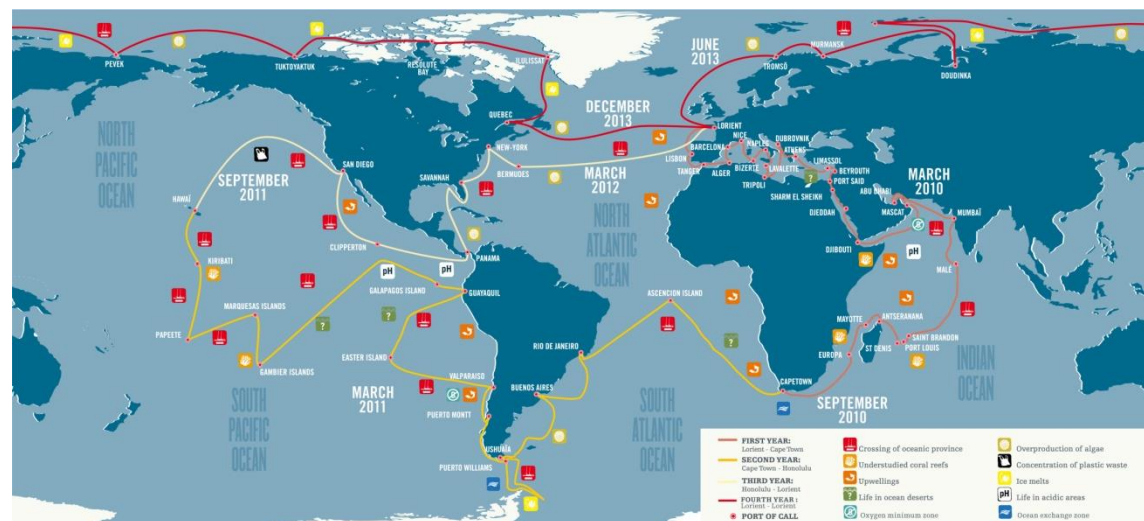 PEVEK
TUKTOYAKTUK
RESOLUTE
BAY
ILULISSAT
JUNE
2013
TROMSÖ
MURMANSK
DOUDINKA
QUEBEC
DECEMBER
2013
LORIENT
NORTH
PACIFIC
OCEAN
SEPTEMBER
2011
SAN DIEGO
NEW-YORK
SAVANNAH
BERMUDES
MARCH
2012
LISBON
TANGER
BARCELONA
NICE
NAPLES
DUBROVNIK
ATHENS
ALGER
BIZERTE
LAVALETTE
TRIPOLI
LIMASSOL
BEYROUTH
PORT SAID
SHARM EL SHEIKH
DJEDDAH
ABU DHABI
MASCAT
MARCH
2010
MUMBAÏ
DJIBOUTI
MALÉ
HAWAÏ
CLIPPERTON
PANAMA
NORTH
ATLANTIC
OCEAN
KIRIBATI
GALAPAGOS ISLAND
GUAYAQUIL
MARQUESAS ISLANDS
PAPEETE
GAMBIER ISLANDS
EASTER ISLAND
ASCENCION ISLAND
RIO DE JANEIRO
VALPARAISO
BUENOS AIRES
MARCH
2011
PUERTO MONTT
USHUÏA
PUERTO WILLIAMS
SOUTH
PACIFIC
OCEAN
SOUTH
ATLANTIC
OCEAN
MAYOTTE
ANTSERANANA
EUROPA
ST DENIS
SAINT BRANDON
PORT LOUIS
INDIAN
OCEAN
CAPETOWN
SEPTEMBER
2010
pH
pH
pH
?
?
?
?
FIRST YEAR:
Lorient - Cape Town
SECOND YEAR:
Cape Town - Honolulu
THIRD YEAR:
Honolulu - Lorient
FOURTH YEAR :
Lorient - Lorient
PORT OF CALL
Crossing of oceanic province
Understudied coral reefs
Upwellings
? Life in ocean deserts
Oxygen minimum zone
Overproduction of algae
Concentration of plastic waste
Ice melts
pH Life in acidic areas
Ocean exchange zone